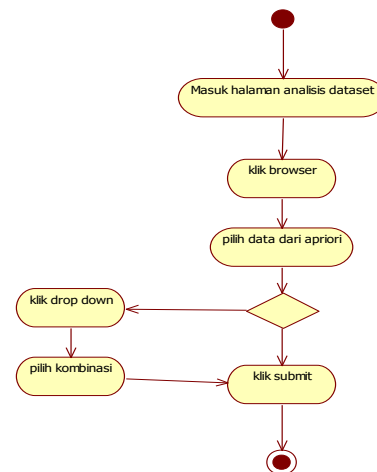 Masuk halaman analisis dataset
klik browser
pilih data dari apriori
klik drop down
pilih kombinasi
klik submit